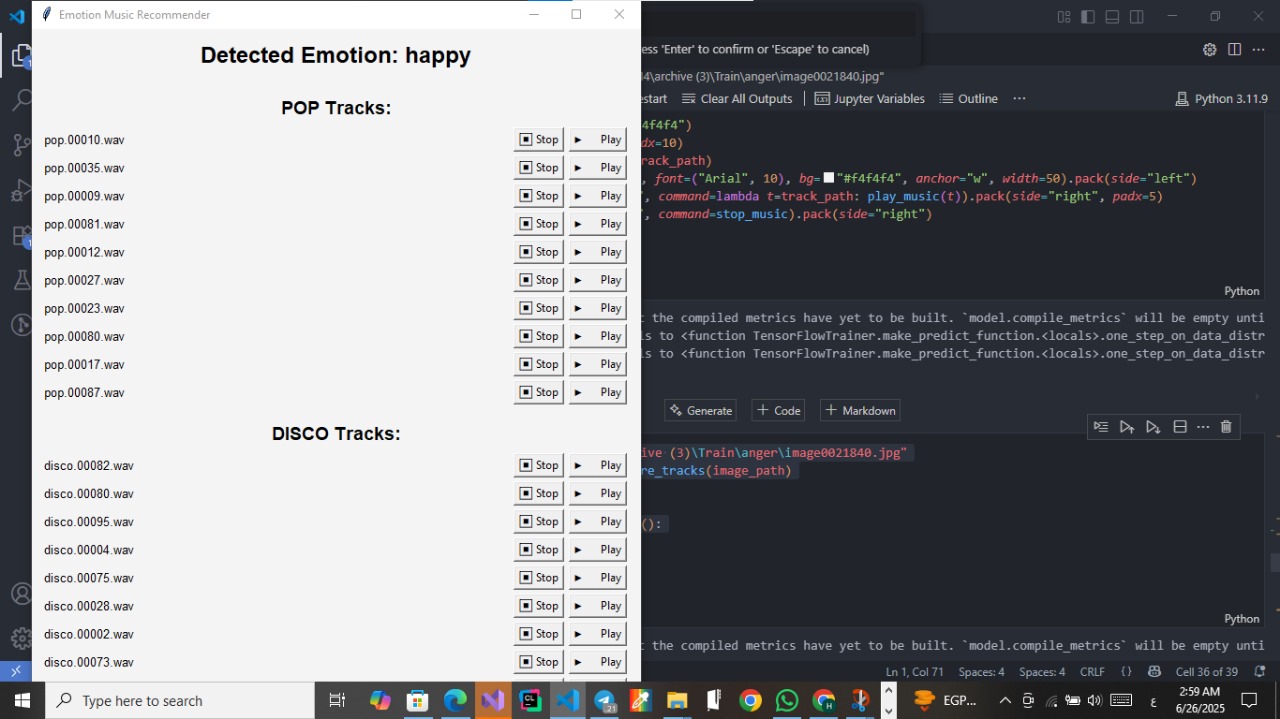 Emotion Music Recommender
Detected Emotion: happy
POP Tracks:
pop.00010.wav Stop Play
pop.00035.wav Stop Play
pop.00009.wav Stop Play
pop.00081.wav Stop Play
pop.00012.wav Stop Play
pop.00027.wav Stop Play
pop.00023.wav Stop Play
pop.00080.wav Stop Play
pop.00017.wav Stop Play
pop.00087.wav Stop Play
DISCO Tracks:
disco.00082.wav Stop Play
disco.00080.wav Stop Play
disco.00095.wav Stop Play
disco.00004.wav Stop Play
disco.00075.wav Stop Play
disco.00028.wav Stop Play
disco.00002.wav Stop Play
disco.00073.wav Stop Play
ess 'Enter' to confirm or 'Escape' to cancel)
4\archive (3)\Train\anger\image0021840.jpg"
start Clear All Outputs Jupyter Variables Outline ... Python 3.11.9
4f4f4")
dx=10)
rack_path)
, font=("Arial", 10), bg="#f4f4f4", anchor="w", width=50).pack(side="left")
, command=lambda t=track_path: play_music(t)).pack(side="right", padx=5)
", command=stop_music).pack(side="right")
Python
t the compiled metrics have yet to be built. `model.compile_metrics` will be empty unti
ls to <function TensorFlowTrainer.make_predict_function.<locals>.one_step_on_data_distr
ls to <function TensorFlowTrainer.make_predict_function.<locals>.one_step_on_data_distr
Generate + Code + Markdown
ive (3)\Train\anger\image0021840.jpg"
re_tracks(image_path)
():
Python
t the compiled metrics have yet to be built. `model.compile_metrics` will be empty unti
Ln 1, Col 71 Spaces: 4 Spaces: 4 CRLF {} Cell 36 of 39
Type here to search
21
EGP...
ع
2:59 AM
6/26/2025